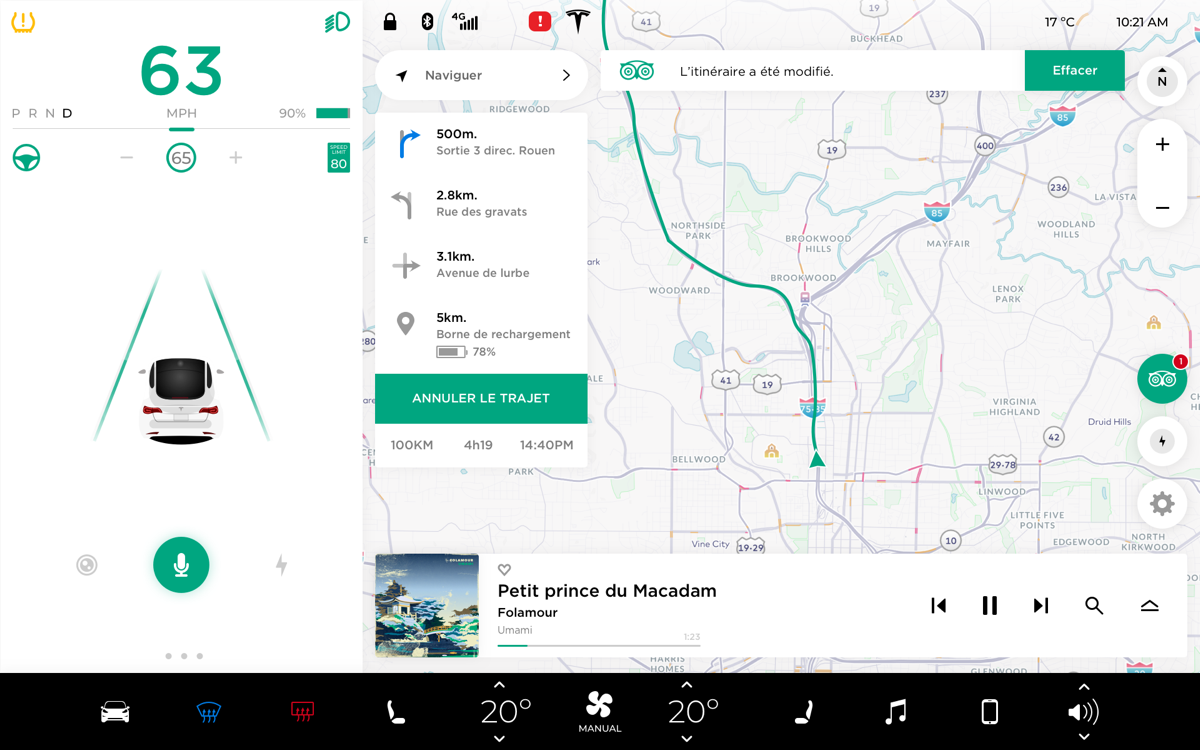 63
P R N D
MPH
90%
65
SPEED
LIMIT
80
4G
17 °C
10:21 AM
Naviguer
L'itinéraire a été modifié.
Effacer
N
500m.
Sortie 3 direc. Rouen
2.8km.
Rue des gravats
3.1km.
Avenue de lurbe
5km.
Borne de rechargement
78%
ANNULER LE TRAJET
100KM
4h19
14:40PM
41
19
BUCKHEAD
RIDGEWOOD
237
85
400
19
236
LA VISTA
85
NORTHSIDE
PARK
BROOKWOOD
HILLS
WOODLAND
HILLS
MAYFAIR
ark
BROOKWOOD
WOODWARD
LENOX
PARK
280
41
19
ALE
75-85
1
VIRGINIA
HIGHLAND
Druid Hills
42
BELLWOOD
29-78
PARK
LINWOOD
LITTLE FIVE
POINTS
Vine City
19-29
10
EDGEWOOD
NORTH
KIRKWOOD
Petit prince du Macadam
Folamour
Umami
1:23
HARRIS
HOMES
GLENWOOD
20°
MANUAL
20°